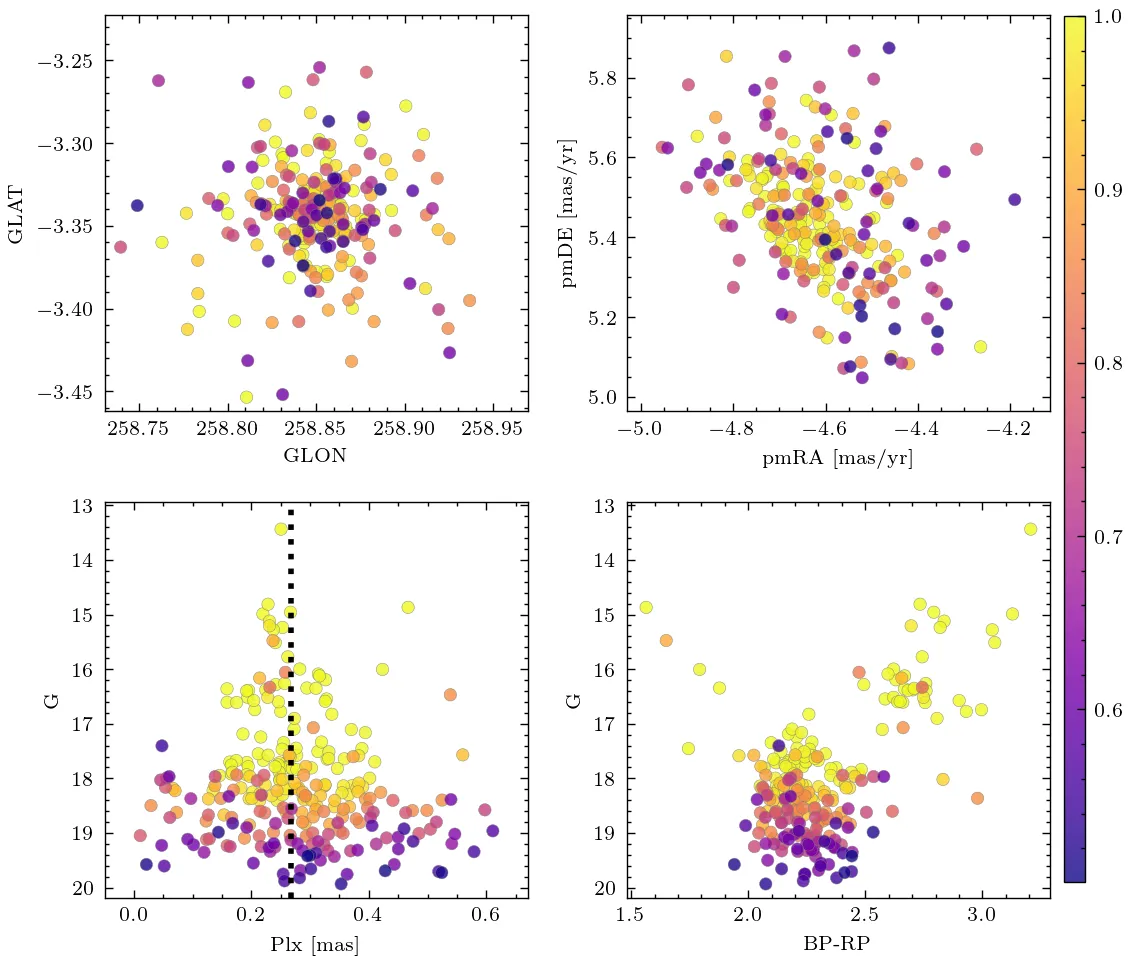 −3.25
−3.30
−3.35
−3.40
−3.45
GLAT
258.75 258.80 258.85 258.90 258.95
GLON
5.8
5.6
5.4
5.2
5.0
pmDE [mas/yr]
−5.0 −4.8 −4.6 −4.4 −4.2
pmRA [mas/yr]
13
14
15
16
17
18
19
20
G
0.0 0.2 0.4 0.6
Plx [mas]
13
14
15
16
17
18
19
20
G
1.5 2.0 2.5 3.0
BP-RP
1.0
0.9
0.8
0.7
0.6